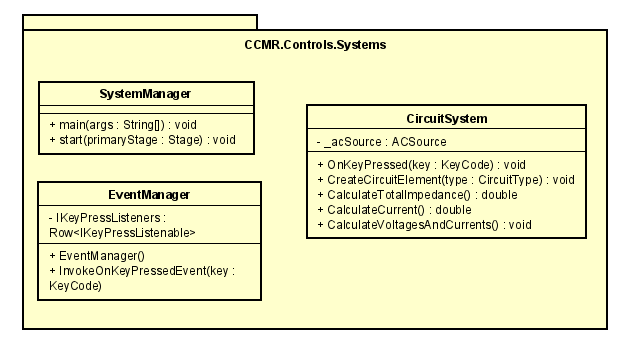 CCMR.Controls.Systems
SystemManager
+ main(args : String[]) : void
+ start(primaryStage : Stage) : void
EventManager
- IKeyPressListeners :
Row<IKeyPressListenable>
+ EventManager()
+ InvokeOnKeyPressedEvent(key :
KeyCode)
CircuitSystem
- _acSource : ACSource
+ OnKeyPressed(key : KeyCode) : void
+ CreateCircuitElement(type : CircuitType) : void
+ CalculateTotalImpedance() : double
+ CalculateCurrent() : double
+ CalculateVoltagesAndCurrents() : void